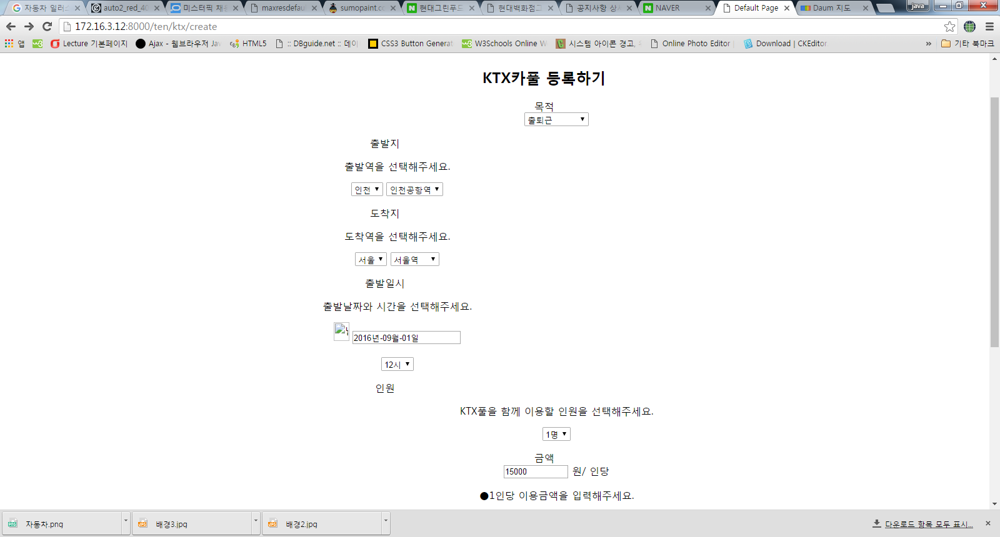 자동차 일러스
auto2_red_40
미스터픽 채용
maxresdefau
sumopaint.co
현대그린푸드
현대백화점그
공지사항 상세
NAVER
Default Page
Daum 지도
java
172.16.3.12:8000/ten/ktx/create
앱
Lecture 기본페이지
Ajax - 웹브라우저 Jav
HTML5
:: DBguide.net :: 데이
CSS3 Button Generat
W3Schools Online W
시스템 아이콘 경고,
Online Photo Editor
Download | CKEditor
»
기타 북마크
KTX카풀 등록하기
목적
출퇴근
출발지
출발역을 선택해주세요.
인천 인천공항역
도착지
도착역을 선택해주세요.
서울 서울역
출발일시
출발날짜와 시간을 선택해주세요.
2016년-09월-01일
12시
인원
KTX풀을 함께 이용할 인원을 선택해주세요.
1명
금액
15000 원/ 인당
●1인당 이용금액을 입력해주세요.
자동차.png
배경3.jpg
배경2.jpg
다운로드 항목 모두 표시...